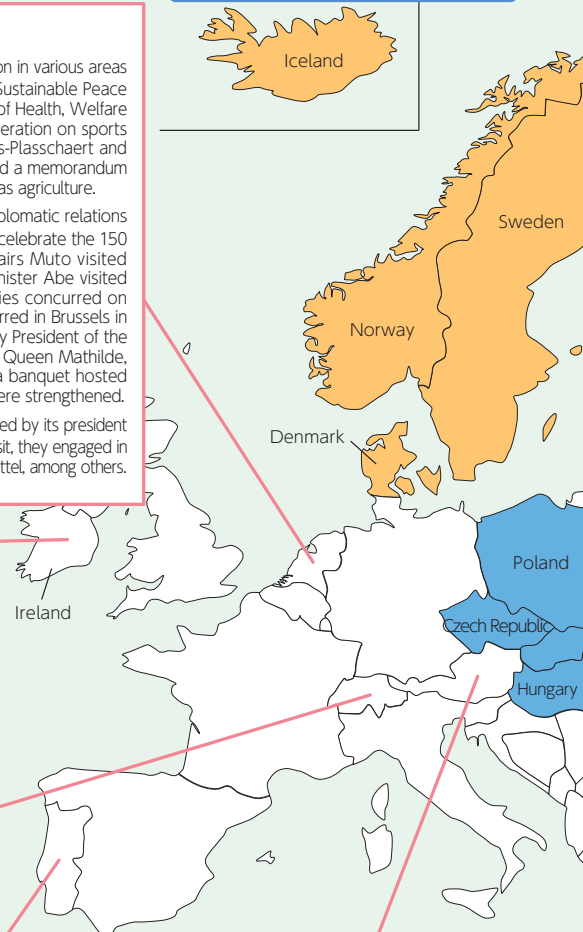 on in various areas
Sustainable Peace
of Health, Welfare
eration on sports
s-Plasschaert and
d a memorandum
as agriculture.
plomatic relations
celebrate the 150
airs Muto visited
nister Abe visited
ies concurred on
rred in Brussels in
y President of the
Queen Mathilde,
a banquet hosted
ere strengthened.
ed by its president
sit, they engaged in
ttel, among others.
Iceland
Sweden
Norway
Denmark
Poland
Ireland
Czech Republic
Hungary